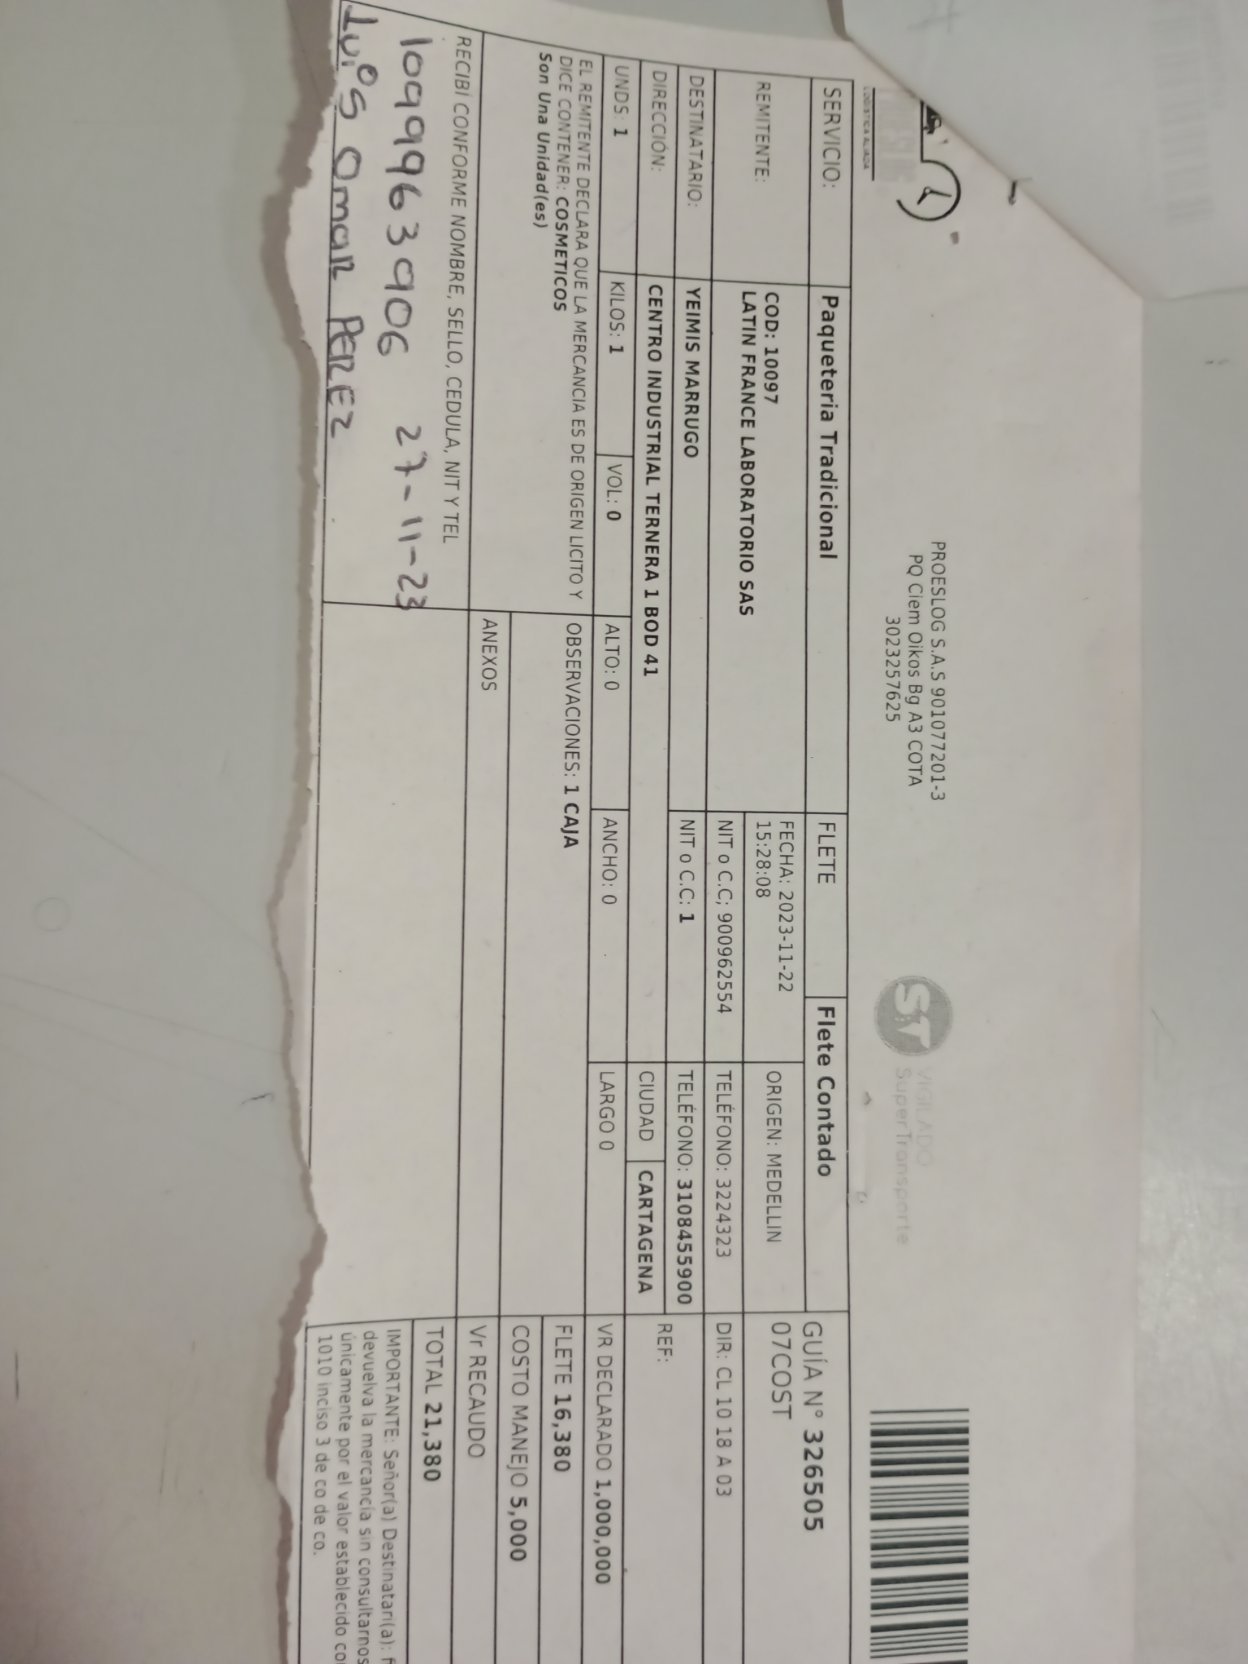 LOGISTICA ALIADA
PROESLOG S.A.S 901077201-3
PQ Ciem Oikos Bg A3 COTA
3023257625
ST
VIGILADO
SuperTransporte
SERVICIO: Paqueteria Tradicional FLETE Flete Contado GUÍA N° 326505
07COST
REMITENTE: COD: 10097
LATIN FRANCE LABORATORIO SAS
FECHA: 2023-11-22
15:28:08
ORIGEN: MEDELLIN
NIT o C.C; 900962554 TELÉFONO: 3224323 DIR: CL 10 18 A 03
DESTINATARIO: YEIMIS MARRUGO NIT o C.C: 1 TELÉFONO: 3108455900 REF:
DIRECCIÓN: CENTRO INDUSTRIAL TERNERA 1 BOD 41 CIUDAD CARTAGENA
UNDS: 1 KILOS: 1 VOL: 0 ALTO: 0 ANCHO: 0 LARGO 0 VR DECLARADO 1,000,000
EL REMITENTE DECLARA QUE LA MERCANCIA ES DE ORIGEN LICITO Y
DICE CONTENER: COSMETICOS
Son Una Unidad(es)
OBSERVACIONES: 1 CAJA
FLETE 16,380
COSTO MANEJO 5,000
RECIBÍ CONFORME NOMBRE, SELLO, CEDULA, NIT Y TEL
ANEXOS
Vr RECAUDO
TOTAL 21,380
1099963906 27-11-23
Luis Omar PEREZ
IMPORTANTE: Señor(a) Destinatari(a):
devuelva la mercancía sin consultarnos
únicamente por el valor establecido
1010 inciso 3 de co de co.